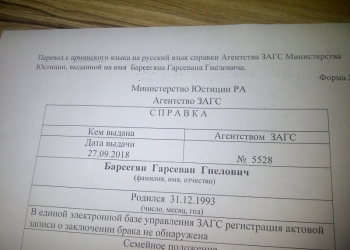 Перевод с армянского языка на русский язык справки Агентства ЗАГС Министерства
Юстиции, выданной на имя Барсегяна Гарсевана Гнеловича.
Форма
Министерство Юстиции РА
Агентство ЗАГС
СПРАВКА
Кем выдана Агентством ЗАГС
Дата выдачи
27.09.2018 № 5528
Барсегян Гарсеван Гнелович
(фамилия, имя, отчество)
Родился 31.12.1993
(число, месяц, год)
В единой электронной базе управления ЗАГС регистрация актовой
записи о заключении брака не обнаружена
Семейное положение